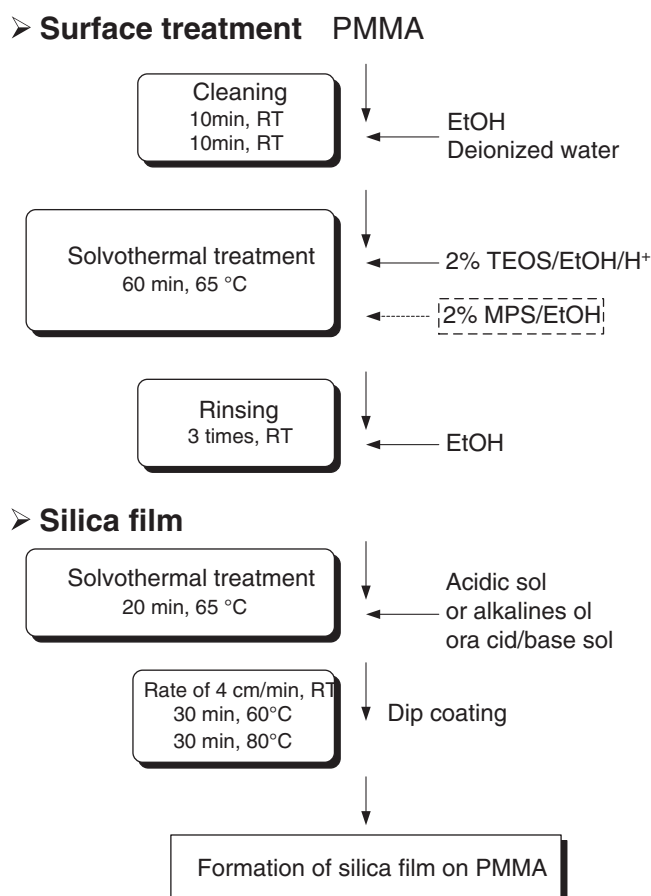 ➢ Surface treatment PMMA
Cleaning
10min, RT
10min, RT
EtOH
Deionized water
Solvothermal treatment
60 min, 65 °C
2% TEOS/EtOH/H⁺
2% MPS/EtOH
Rinsing
3 times, RT
EtOH
➢ Silica film
Solvothermal treatment
20 min, 65 °C
Acidic sol
or alkalines ol
ora cid/base sol
Rate of 4 cm/min, RT
30 min, 60°C
30 min, 80°C
Dip coating
Formation of silica film on PMMA